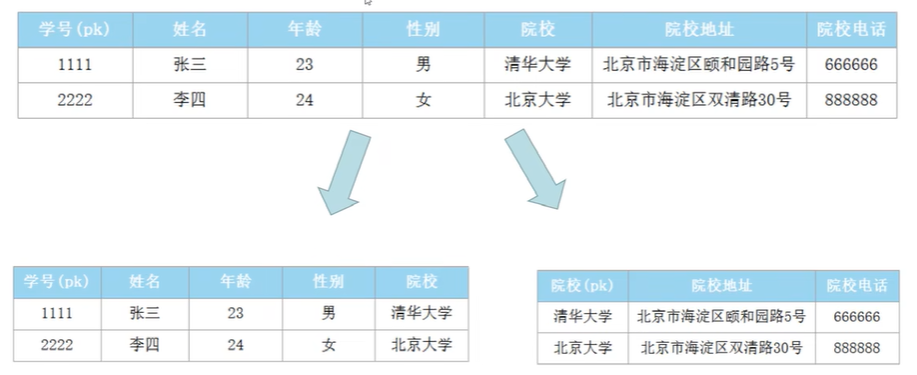 学号(pk) 姓名 年龄 性别 院校 院校地址 院校电话
1111 张三 23 男 清华大学 北京市海淀区颐和园路5号 666666
2222 李四 24 女 北京大学 北京市海淀区双清路30号 888888
学号(pk) 姓名 年龄 性别 院校
1111 张三 23 男 清华大学
2222 李四 24 女 北京大学
院校(pk) 院校地址 院校电话
清华大学 北京市海淀区颐和园路5号 666666
北京大学 北京市海淀区双清路30号 888888